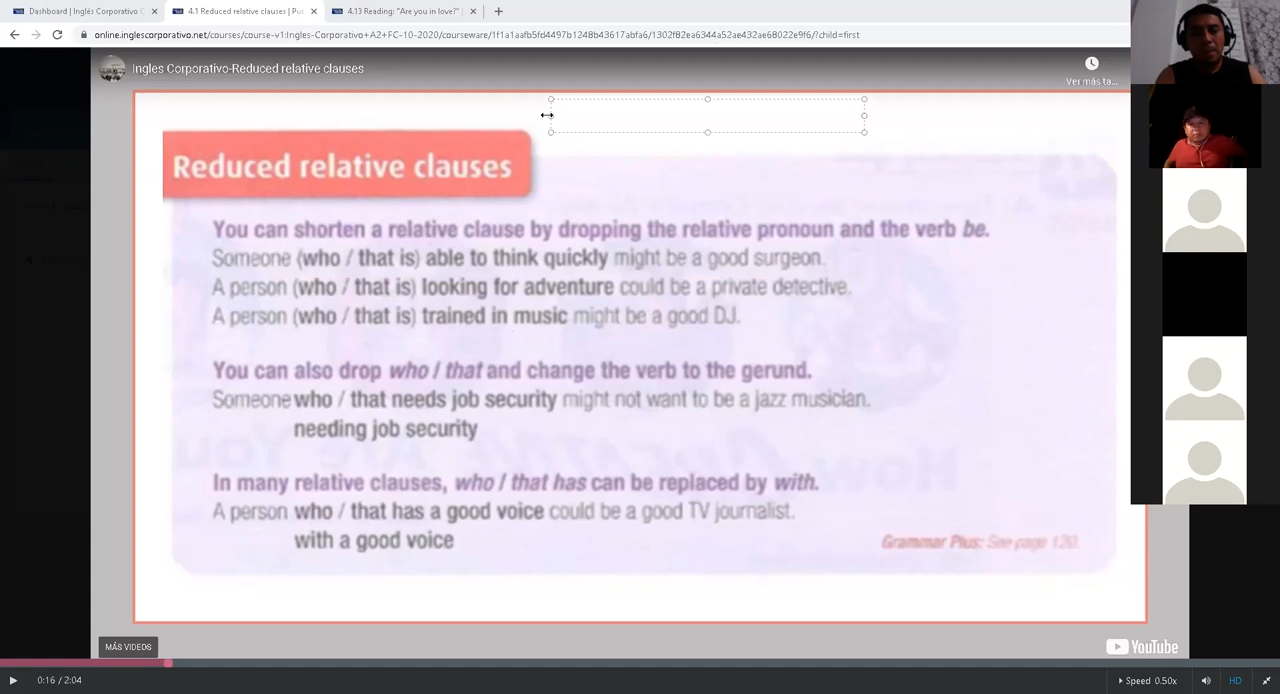 Dashboard | Inglés Corporativo C
4.1 Reduced relative clauses | Pu
4.13 Reading: "Are you in love?" |
online.inglescorporativo.net/courses/course-v1:Ingles-Corporativo+A2+FC-10-2020/courseware/
Ingles Corporativo-Reduced relative clauses
Ver más ta...
Reduced relative clauses
You can shorten a relative clause by dropping the relative pronoun and the verb be.
Someone (who / that is) able to think quickly might be a good surgeon.
A person (who / that is) looking for adventure could be a private detective.
A person (who / that is) trained in music might be a good DJ.
You can also drop who / that and change the verb to the gerund.
Someone who / that needs job security might not want to be a jazz musician.
needing job security
In many relative clauses, who / that has can be replaced by with.
A person who / that has a good voice could be a good TV journalist.
with a good voice
Grammar Plus: See page 120.
MÁS VIDEOS
YouTube
0:16 / 2:04
Speed 0.50x
HD